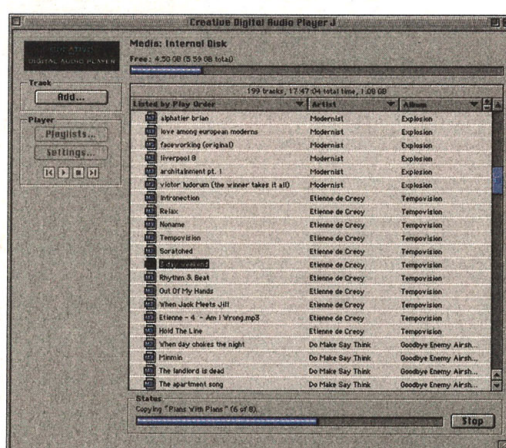 Creative Digital Audio Player J
DIGITAL AUDIO PLAYER
Media: Internal Disk
Free: 4.50 GB (5.59 GB total)
Track
Add...
Player
Playlists...
Settings...
199 tracks, 17:47:04 total time, 1.08 GB
Listed by Play Order Artist Album
alphatier brian Modernist Explosion
love among european moderns Modernist Explosion
faceworking (original) Modernist Explosion
liverpool 8 Modernist Explosion
architainment pt. 1 Modernist Explosion
victor ludorum (the winner takes it all) Modernist Explosion
Intronection Etienne de Crecy Tempovision
Relax Etienne de Crecy Tempovision
Noname Etienne de Crecy Tempovision
Tempovision Etienne de Crecy Tempovision
Scratched Etienne de Crecy Tempovision
3 day weekend Etienne de Crecy Tempovision
Rhythm & Beat Etienne de Crecy Tempovision
Out Of My Hands Etienne de Crecy Tempovision
When Jack Meets Jill Etienne de Crecy Tempovision
Etienne - 4 - Am I Wrong.mp3 Etienne de Crecy Tempovision
Hold The Line Etienne de Crecy Tempovision
When day chokes the night Do Make Say Think Goodbye Enemy Airsh...
Minmin Do Make Say Think Goodbye Enemy Airsh...
The landlord is dead Do Make Say Think Goodbye Enemy Airsh...
The apartment song Do Make Say Think Goodbye Enemy Airsh...
Status
Copying "Plans With Plans" (6 of 8).
Stop